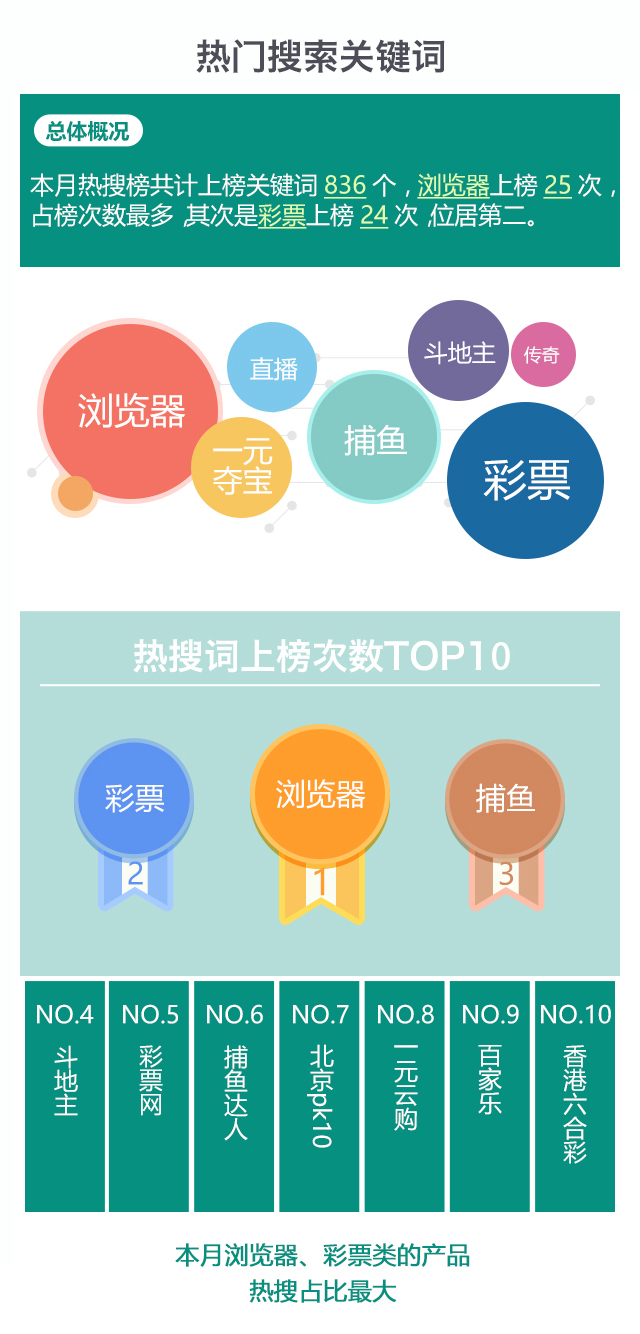 热门搜索关键词
总体概况
本月热搜榜共计上榜关键词 836 个，浏览器上榜 25 次，
占榜次数最多，其次是彩票上榜 24 次，位居第二。
浏览器
直播
斗地主
传奇
一元
夺宝
捕鱼
彩票
热搜词上榜次数TOP10
彩票
浏览器
捕鱼
2
1
3
NO.4
NO.5
NO.6
NO.7
NO.8
NO.9
NO.10
斗地主
彩票网
捕鱼达人
北京pk10
一元云购
百家乐
香港六合彩
本月浏览器、彩票类的产品
热搜占比最大